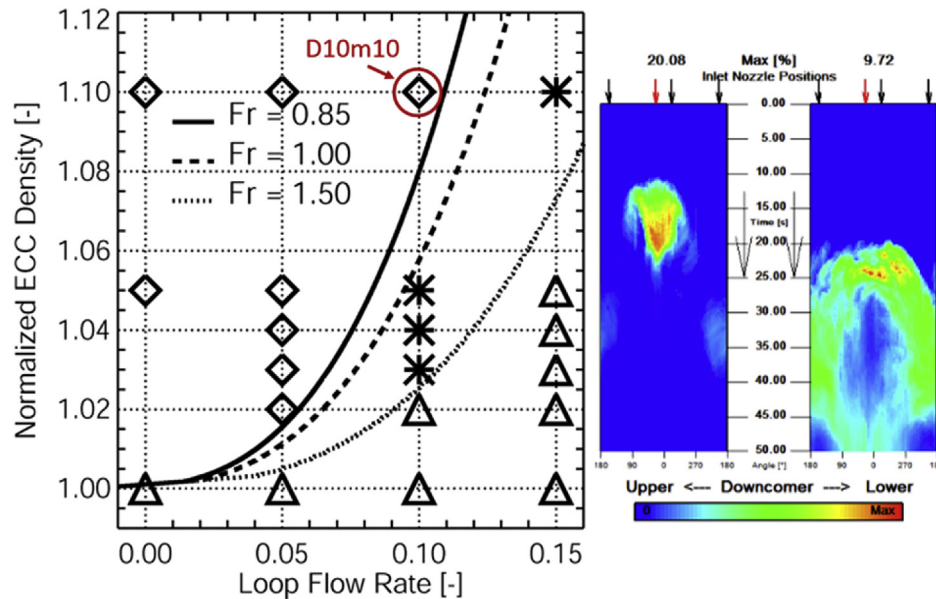 D10m10
1.12
1.10
1.08
1.06
1.04
1.02
1.00
Normalized ECC Density [-]
Fr = 0.85
Fr = 1.00
Fr = 1.50
0.00 0.05 0.10 0.15
Loop Flow Rate [-]
20.08 Max [%] 9.72
Inlet Nozzle Positions
0.00
5.00
10.00
15.00
Time [s]
20.00
25.00
30.00
35.00
40.00
45.00
50.00
180 90 0 270 180 Angle [°] 180 90 0 270 180
Upper <--- Downcomer ---> Lower
0 Max